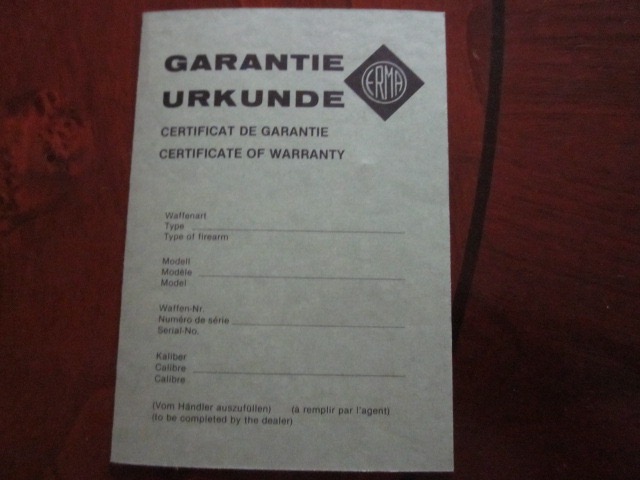 GARANTIE
URKUNDE
ERMA
CERTIFICAT DE GARANTIE
CERTIFICATE OF WARRANTY
Waffenart
Type
Type of firearm
Modell
Modèle
Model
Waffen-Nr.
Numéro de série
Serial-No.
Kaliber
Calibre
Calibre
(Vom Händler auszufüllen) (à remplir par l'agent)
(to be completed by the dealer)